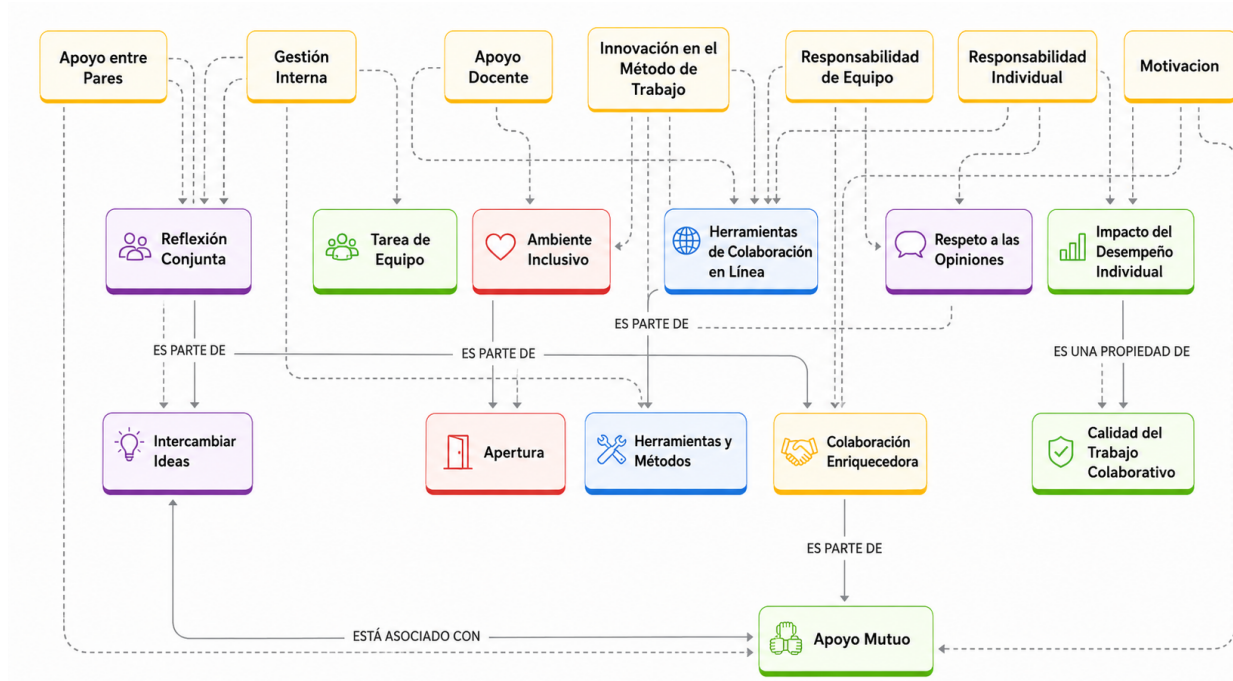 Apoyo entre
Pares
Gestión
Interna
Apoyo
Docente
Innovación en el
Método de
Trabajo
Responsabilidad
de Equipo
Responsabilidad
Individual
Motivacion
Reflexión
Conjunta
Tarea de
Equipo
Ambiente
Inclusivo
Herramientas
de Colaboración
en Línea
Respeto a las
Opiniones
Impacto del
Desempeño
Individual
ES PARTE DE
ES PARTE DE
ES PARTE DE
ES UNA PROPIEDAD DE
Intercambiar
Ideas
Apertura
Herramientas y
Métodos
Colaboración
Enriquecedora
Calidad del
Trabajo
Colaborativo
ES PARTE DE
ESTÁ ASOCIADO CON
Apoyo Mutuo